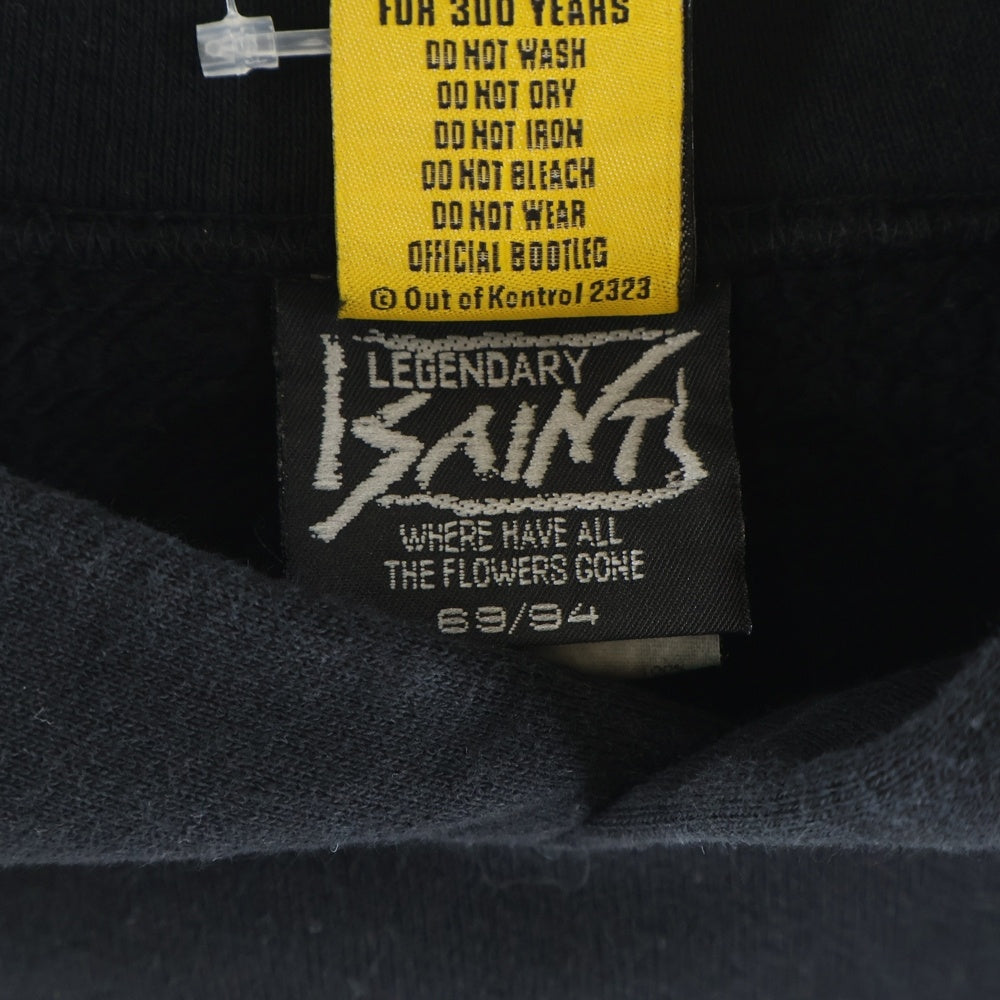 FOR 300 YEARS
DO NOT WASH
DO NOT DRY
DO NOT IRON
DO NOT BLEACH
DO NOT WEAR
OFFICIAL BOOTLEG
© Out of Kontrol 2323
LEGENDARY
SAINT
WHERE HAVE ALL
THE FLOWERS GONE
69/94